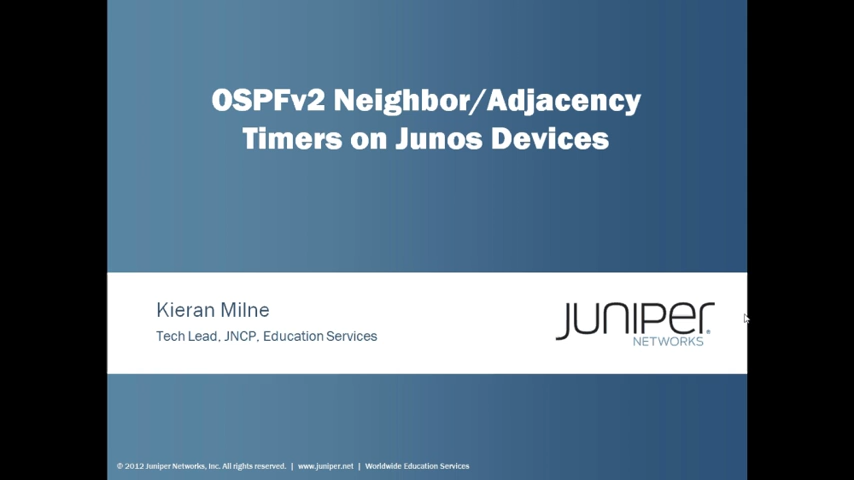 OSPFv2 Neighbor/Adjacency
Timers on Junos Devices
Kieran Milne
Tech Lead, JNCP, Education Services
JUNIPER
NETWORKS
© 2012 Juniper Networks, Inc. All rights reserved. | www.juniper.net | Worldwide Education Services